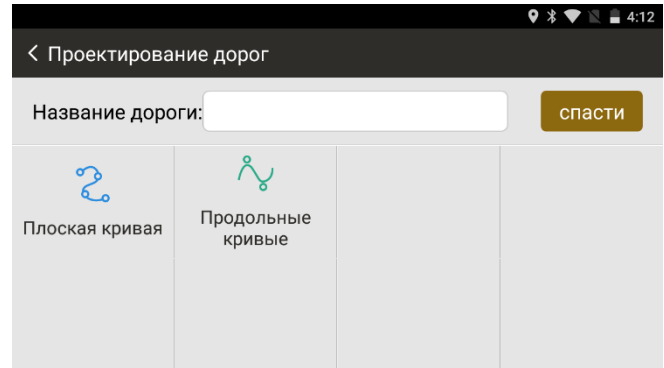 4:12
Проектирование дорог
Название дороги:
спасти
Плоская кривая
Продольные
кривые